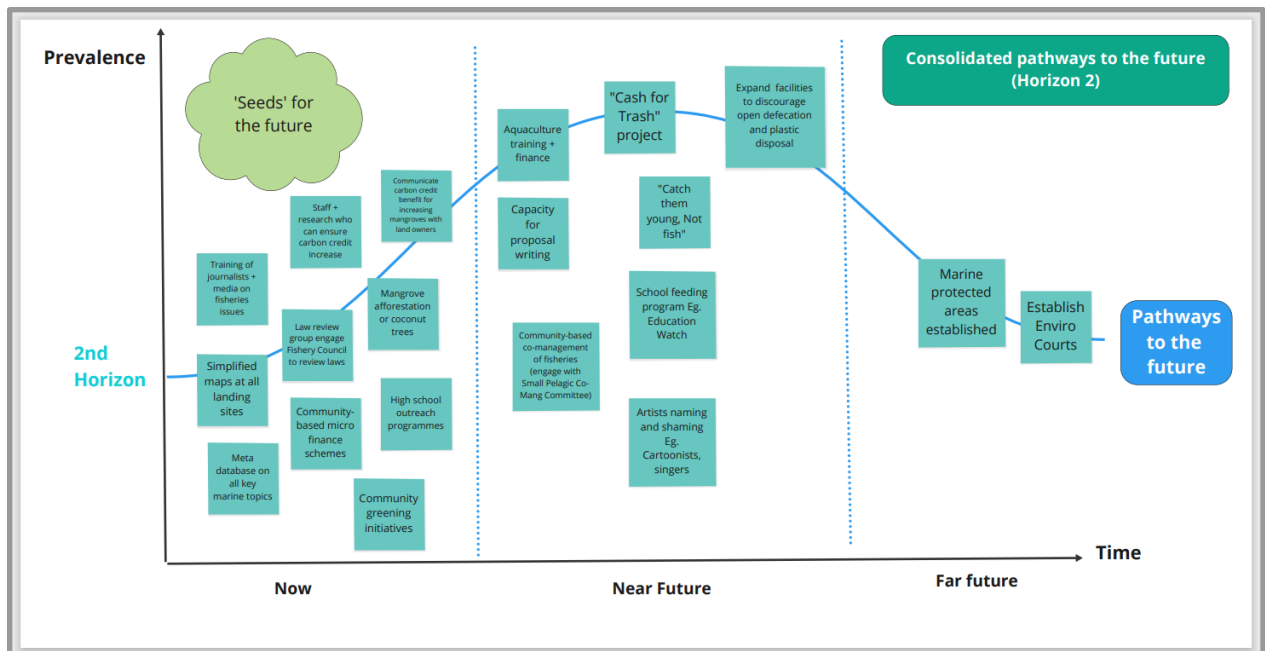 Prevalence
'Seeds' for
the future
Consolidated pathways to the future
(Horizon 2)
2nd
Horizon
Training of
journalists +
media on
fisheries
issues
Staff +
research who
can ensure
carbon credit
increase
Communicate
carbon credit
benefit for
increasing
mangroves with
land owners
Law review
group engage
Fishery Council
to review laws
Mangrove
afforestation
or coconut
trees
Simplified
maps at all
landing
sites
Community-
based micro
finance
schemes
High school
outreach
programmes
Meta
database on
all key
marine topics
Community
greening
initiatives
Aquaculture
training +
finance
"Cash for
Trash"
project
Expand facilities
to discourage
open defecation
and plastic
disposal
Capacity
for
proposal
writing
"Catch
them
young, Not
fish"
School feeding
program Eg.
Education
Watch
Community-based
co-management
of fisheries
(engage with
Small Pelagic Co-
Mang Committee)
Artists naming
and shaming
Eg.
Cartoonists,
singers
Marine
protected
areas
established
Establish
Enviro
Courts
Pathways
to the
future
Time
Now
Near Future
Far future